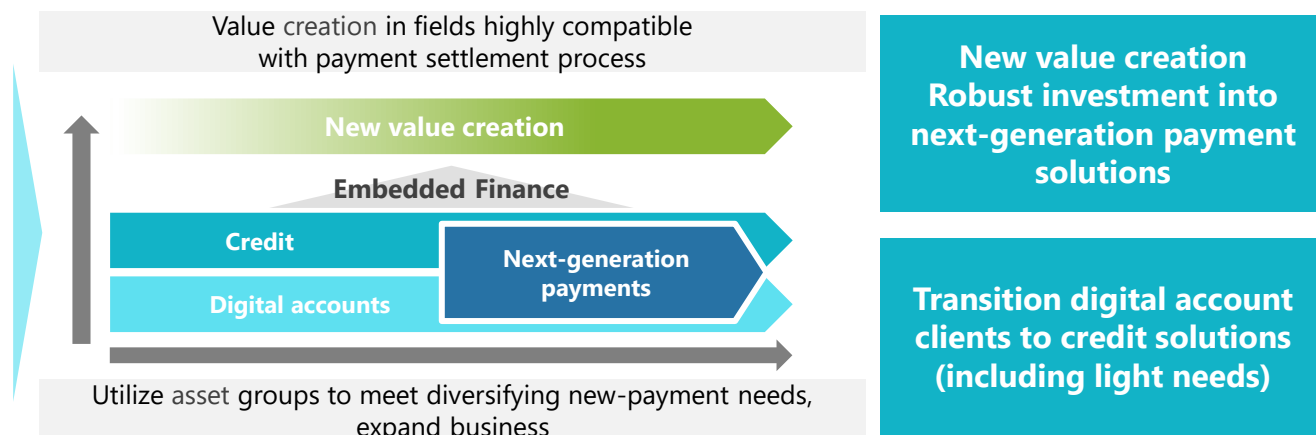 Value creation in fields highly compatible
with payment settlement process
New value creation
Embedded Finance
Credit
Next-generation
payments
Digital accounts
Utilize asset groups to meet diversifying new-payment needs,
expand business
New value creation
Robust investment into
next-generation payment
solutions
Transition digital account
clients to credit solutions
(including light needs)